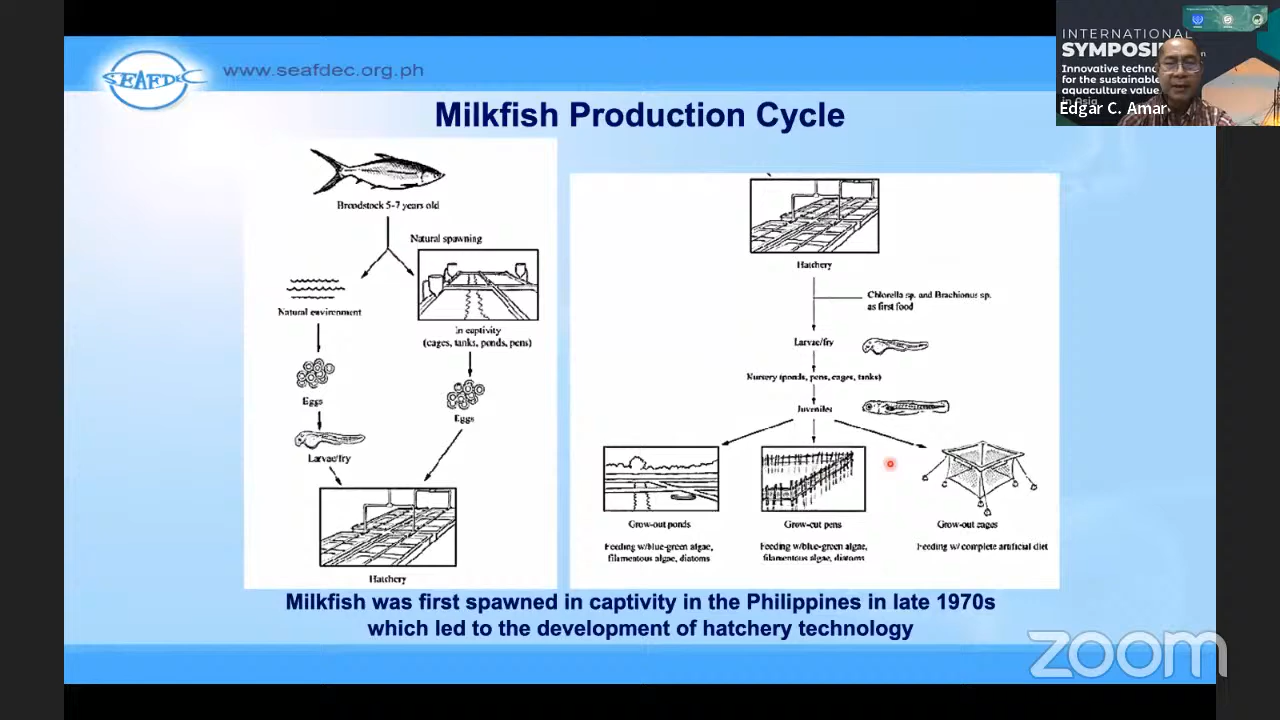 SEAFDEC
www.seafdec.org.ph
INTERNATIONAL
Innovative
for the sustainable
aquaculture value
in Asia
Edgar C. Amar
Milkfish Production Cycle
Broodstock 5-7 years old
Natural spawning
Natural environment
In captivity
(cages, tanks, ponds, pens)
Eggs
Eggs
Larvae/fry
Hatchery
Hatchery
Chlorella sp. and Brachionus sp.
as first food
Larvae/fry
Nursery (ponds, pens, cages, tanks)
Juveniles
Grow-out ponds
Feeding w/blue-green algae,
filamentous algae, diatoms
Grow-out pens
Feeding w/blue-green algae,
filamentous algae, diatoms
Grow-out cages
Feeding w/ complete artificial diet
Milkfish was first spawned in captivity in the Philippines in late 1970s
which led to the development of hatchery technology
zoom